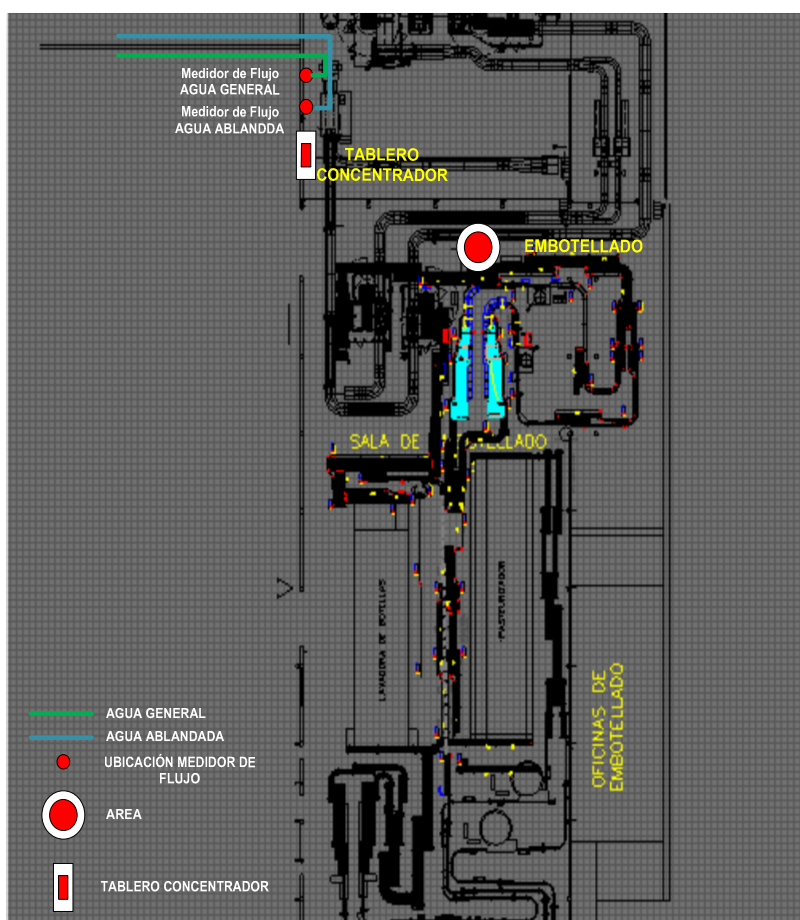 Medidor de Flujo
AGUA GENERAL
Medidor de Flujo
AGUA ABLANDDA
TABLERO
CONCENTRADOR
EMBOTELLADO
SALA DE
TELLADO
LAVADORA DE BOTELLAS
PASTEURIZADOR
OFICINAS DE
EMBOTELLADO
AGUA GENERAL
AGUA ABLANDADA
UBICACIÓN MEDIDOR DE
FLUJO
AREA
TABLERO CONCENTRADOR